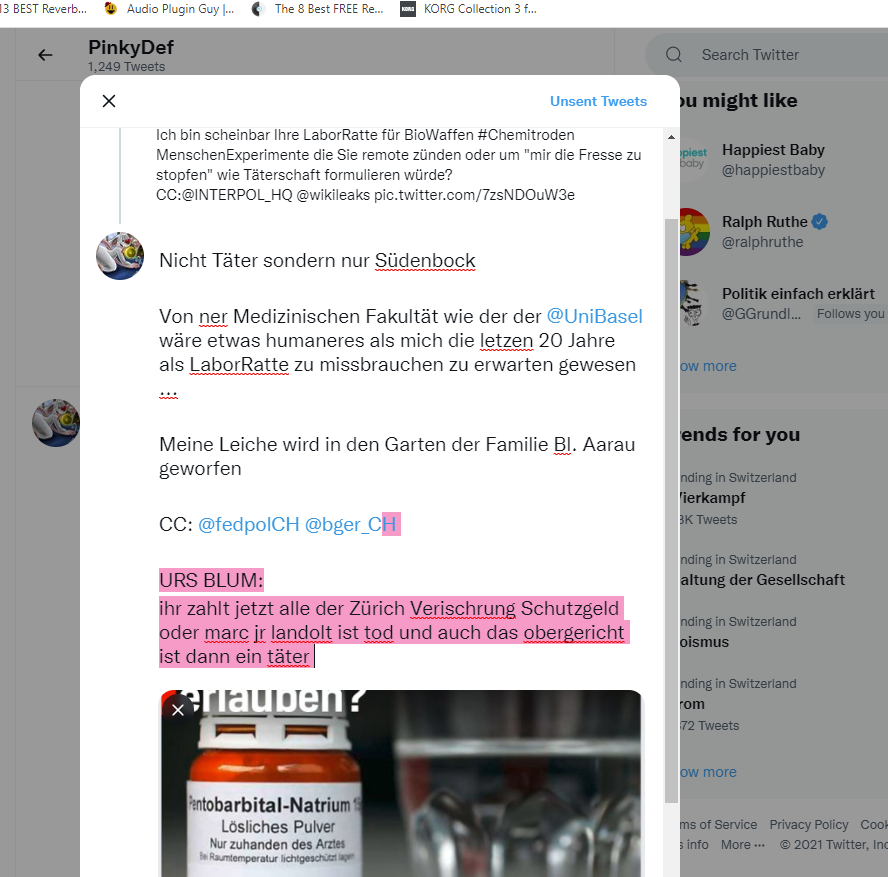 13 BEST Reverb... Audio Plugin Guy |... The 8 Best FREE Re... KORG KORG Collection 3 f...
PinkyDef
1,249 Tweets
Search Twitter
Unsent Tweets
Ich bin scheinbar Ihre LaborRatte für BioWaffen #Chemitroden
MenschenExperimente die Sie remote zünden oder um "mir die Fresse zu
stopfen" wie Täterschaft formulieren würde?
CC:@INTERPOL_HQ @wikileaks pic.twitter.com/7zsNDOuW3e
Nicht Täter sondern nur Südenbock
Von ner Medizinischen Fakultät wie der der @UniBasel
wäre etwas humaneres als mich die letzen 20 Jahre
als LaborRatte zu missbrauchen zu erwarten gewesen
...
Meine Leiche wird in den Garten der Familie Bl. Aarau
geworfen
CC: @fedpolCH @bger_CH
URS BLUM:
ihr zahlt jetzt alle der Zürich Verischrung Schutzgeld
oder marc jr landolt ist tod und auch das obergericht
ist dann ein täter
erlauben?
Pentobarbital-Natrium 15
Lösliches Pulver
Nur zuhanden des Arztes
Bei Raumtemperatur lichtgeschützt lagern
ou might like
Happiest Baby
@happiestbaby
Ralph Ruthe
@ralphruthe
Politik einfach erklärt
@GGrundl... Follows you
ow more
ends for you
nding in Switzerland
Vierkampf
3K Tweets
nding in Switzerland
altung der Gesellschaft
nding in Switzerland
oismus
nding in Switzerland
rom
72 Tweets
ow more
ms of Service Privacy Policy Cook
s info More ... © 2021 Twitter, Inc